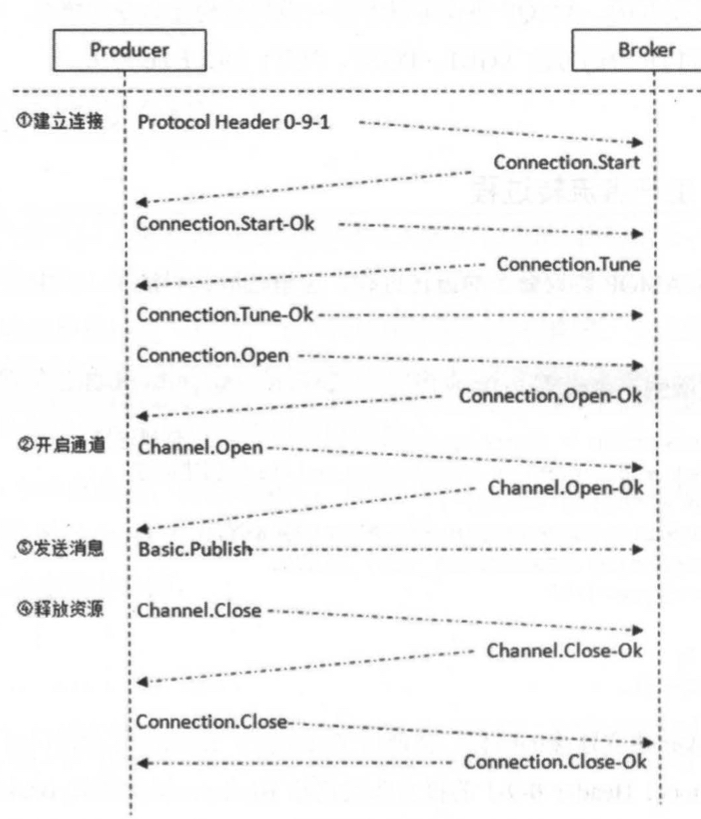 Producer
Broker
①建立连接 Protocol Header 0-9-1
Connection.Start
Connection.Start-Ok
Connection.Tune
Connection.Tune-Ok
Connection.Open
Connection.Open-Ok
②开启通道 Channel.Open
Channel.Open-Ok
③发送消息 Basic.Publish
④释放资源 Channel.Close
Channel.Close-Ok
Connection.Close
Connection.Close-Ok